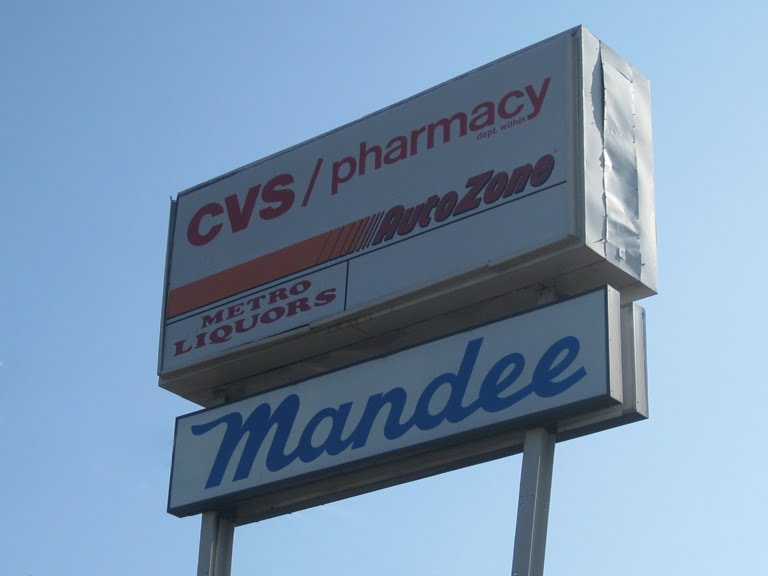 CVS / pharmacy
dept. within
AutoZone
METRO
LIQUORS
Mandee